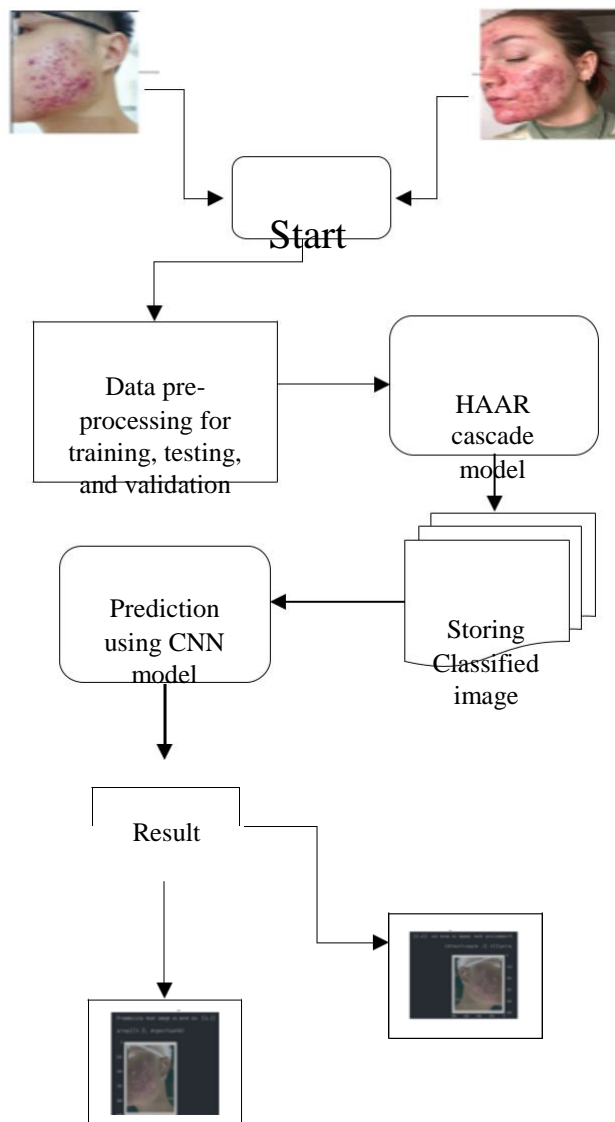 Start
Data pre-
processing for
training, testing,
and validation
HAAR
cascade
model
Storing
Classified
image
Prediction
using CNN
model
Result